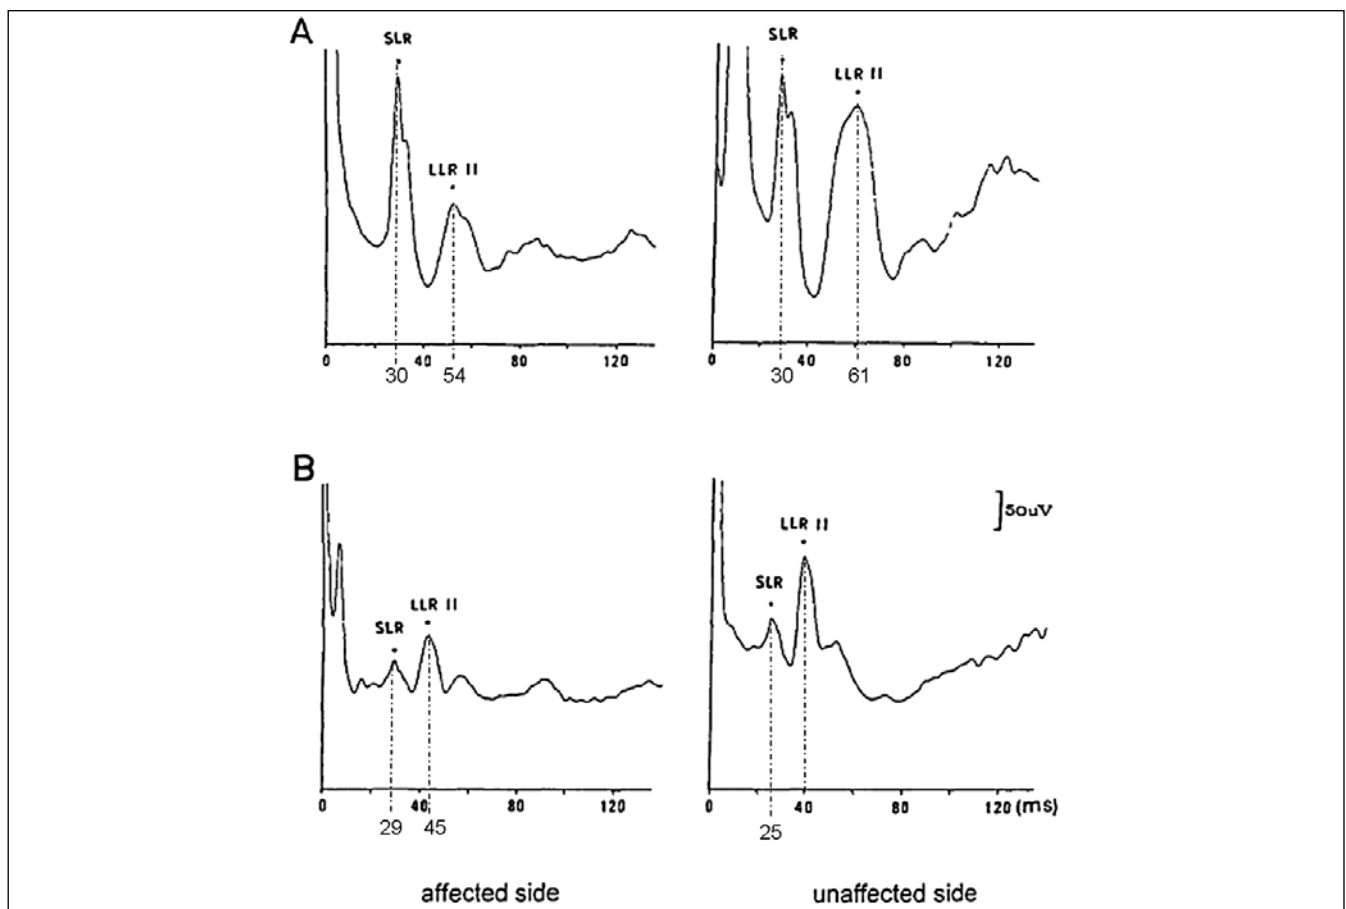 A
SLR
LLR II
0 40 80 120
30 54
SLR
LLR II
0 40 80 120
30 61
B
SLR
LLR II
0 40 80 120
29 45
50uV
LLR II
SLR
0 40 80 120 (ms)
25
affected side
unaffected side